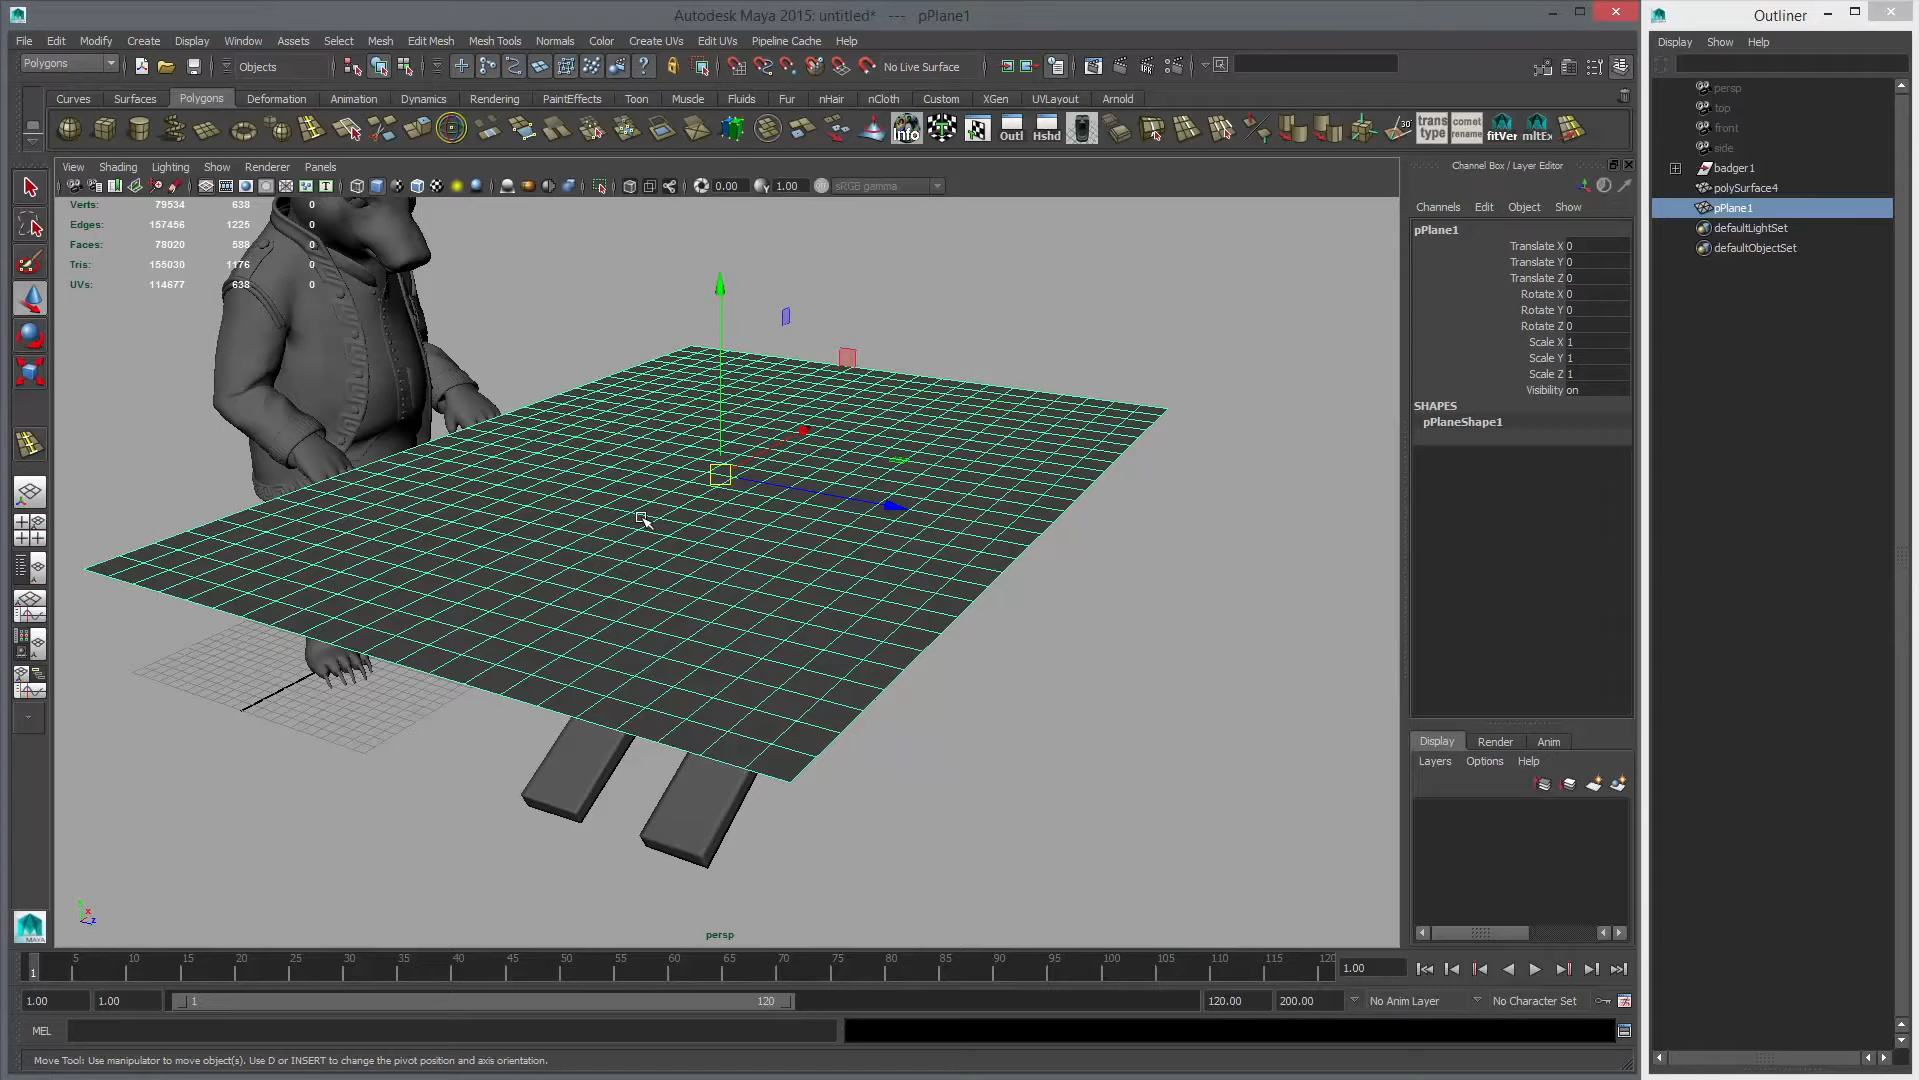 Autodesk Maya 2015: untitled* --- pPlane1
Outliner
File Edit Modify Create Display Window Assets Select Mesh Edit Mesh Mesh Tools Normals Color Create UVs Edit UVs Pipeline Cache Help
Display Show Help
Polygons
Objects
No Live Surface
Curves Surfaces Polygons Deformation Animation Dynamics Rendering PaintEffects Toon Muscle Fluids Fur nHair nCloth Custom XGen UVLayout Arnold
Info Outl Hshd trans type comet rename fitVer mltEx
View Shading Lighting Show Renderer Panels
0.00 1.00 sRGB gamma
Verts: 79534 638 0
Edges: 157456 1225 0
Faces: 78020 588 0
Tris: 155030 1176 0
UVs: 114677 638 0
persp
Channel Box / Layer Editor
Channels Edit Object Show
pPlane1
Translate X 0
Translate Y 0
Translate Z 0
Rotate X 0
Rotate Y 0
Rotate Z 0
Scale X 1
Scale Y 1
Scale Z 1
Visibility on
SHAPES
pPlaneShape1
Display Render Anim
Layers Options Help
persp
top
front
side
badger1
polySurface4
pPlane1
defaultLightSet
defaultObjectSet
1 5 10 15 20 25 30 35 40 45 50 55 60 65 70 75 80 85 90 95 100 105 110 115 120
1.00
1.00 1.00 1 120 120.00 200.00 No Anim Layer No Character Set
MEL
Move Tool: Use manipulator to move object(s). Use D or INSERT to change the pivot position and axis orientation.
MAYA